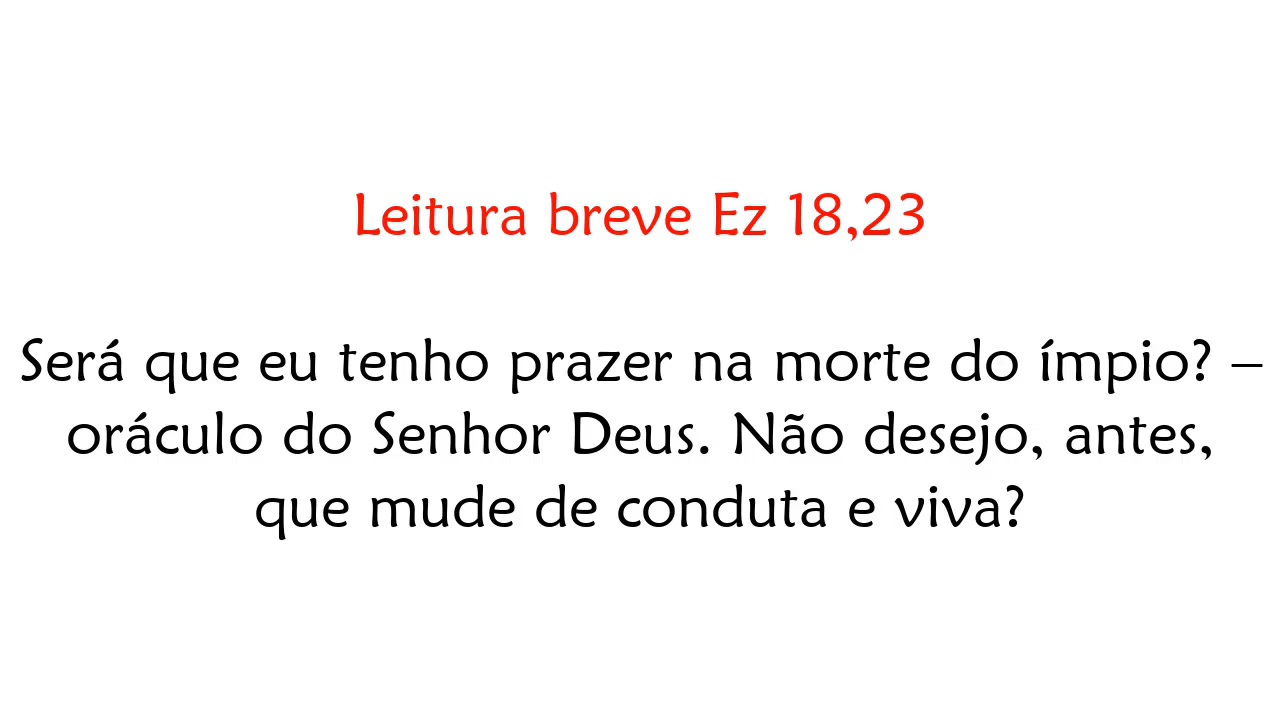 Leitura breve Ez 18,23
Será que eu tenho prazer na morte do ímpio? –
oráculo do Senhor Deus. Não desejo, antes,
que mude de conduta e viva?